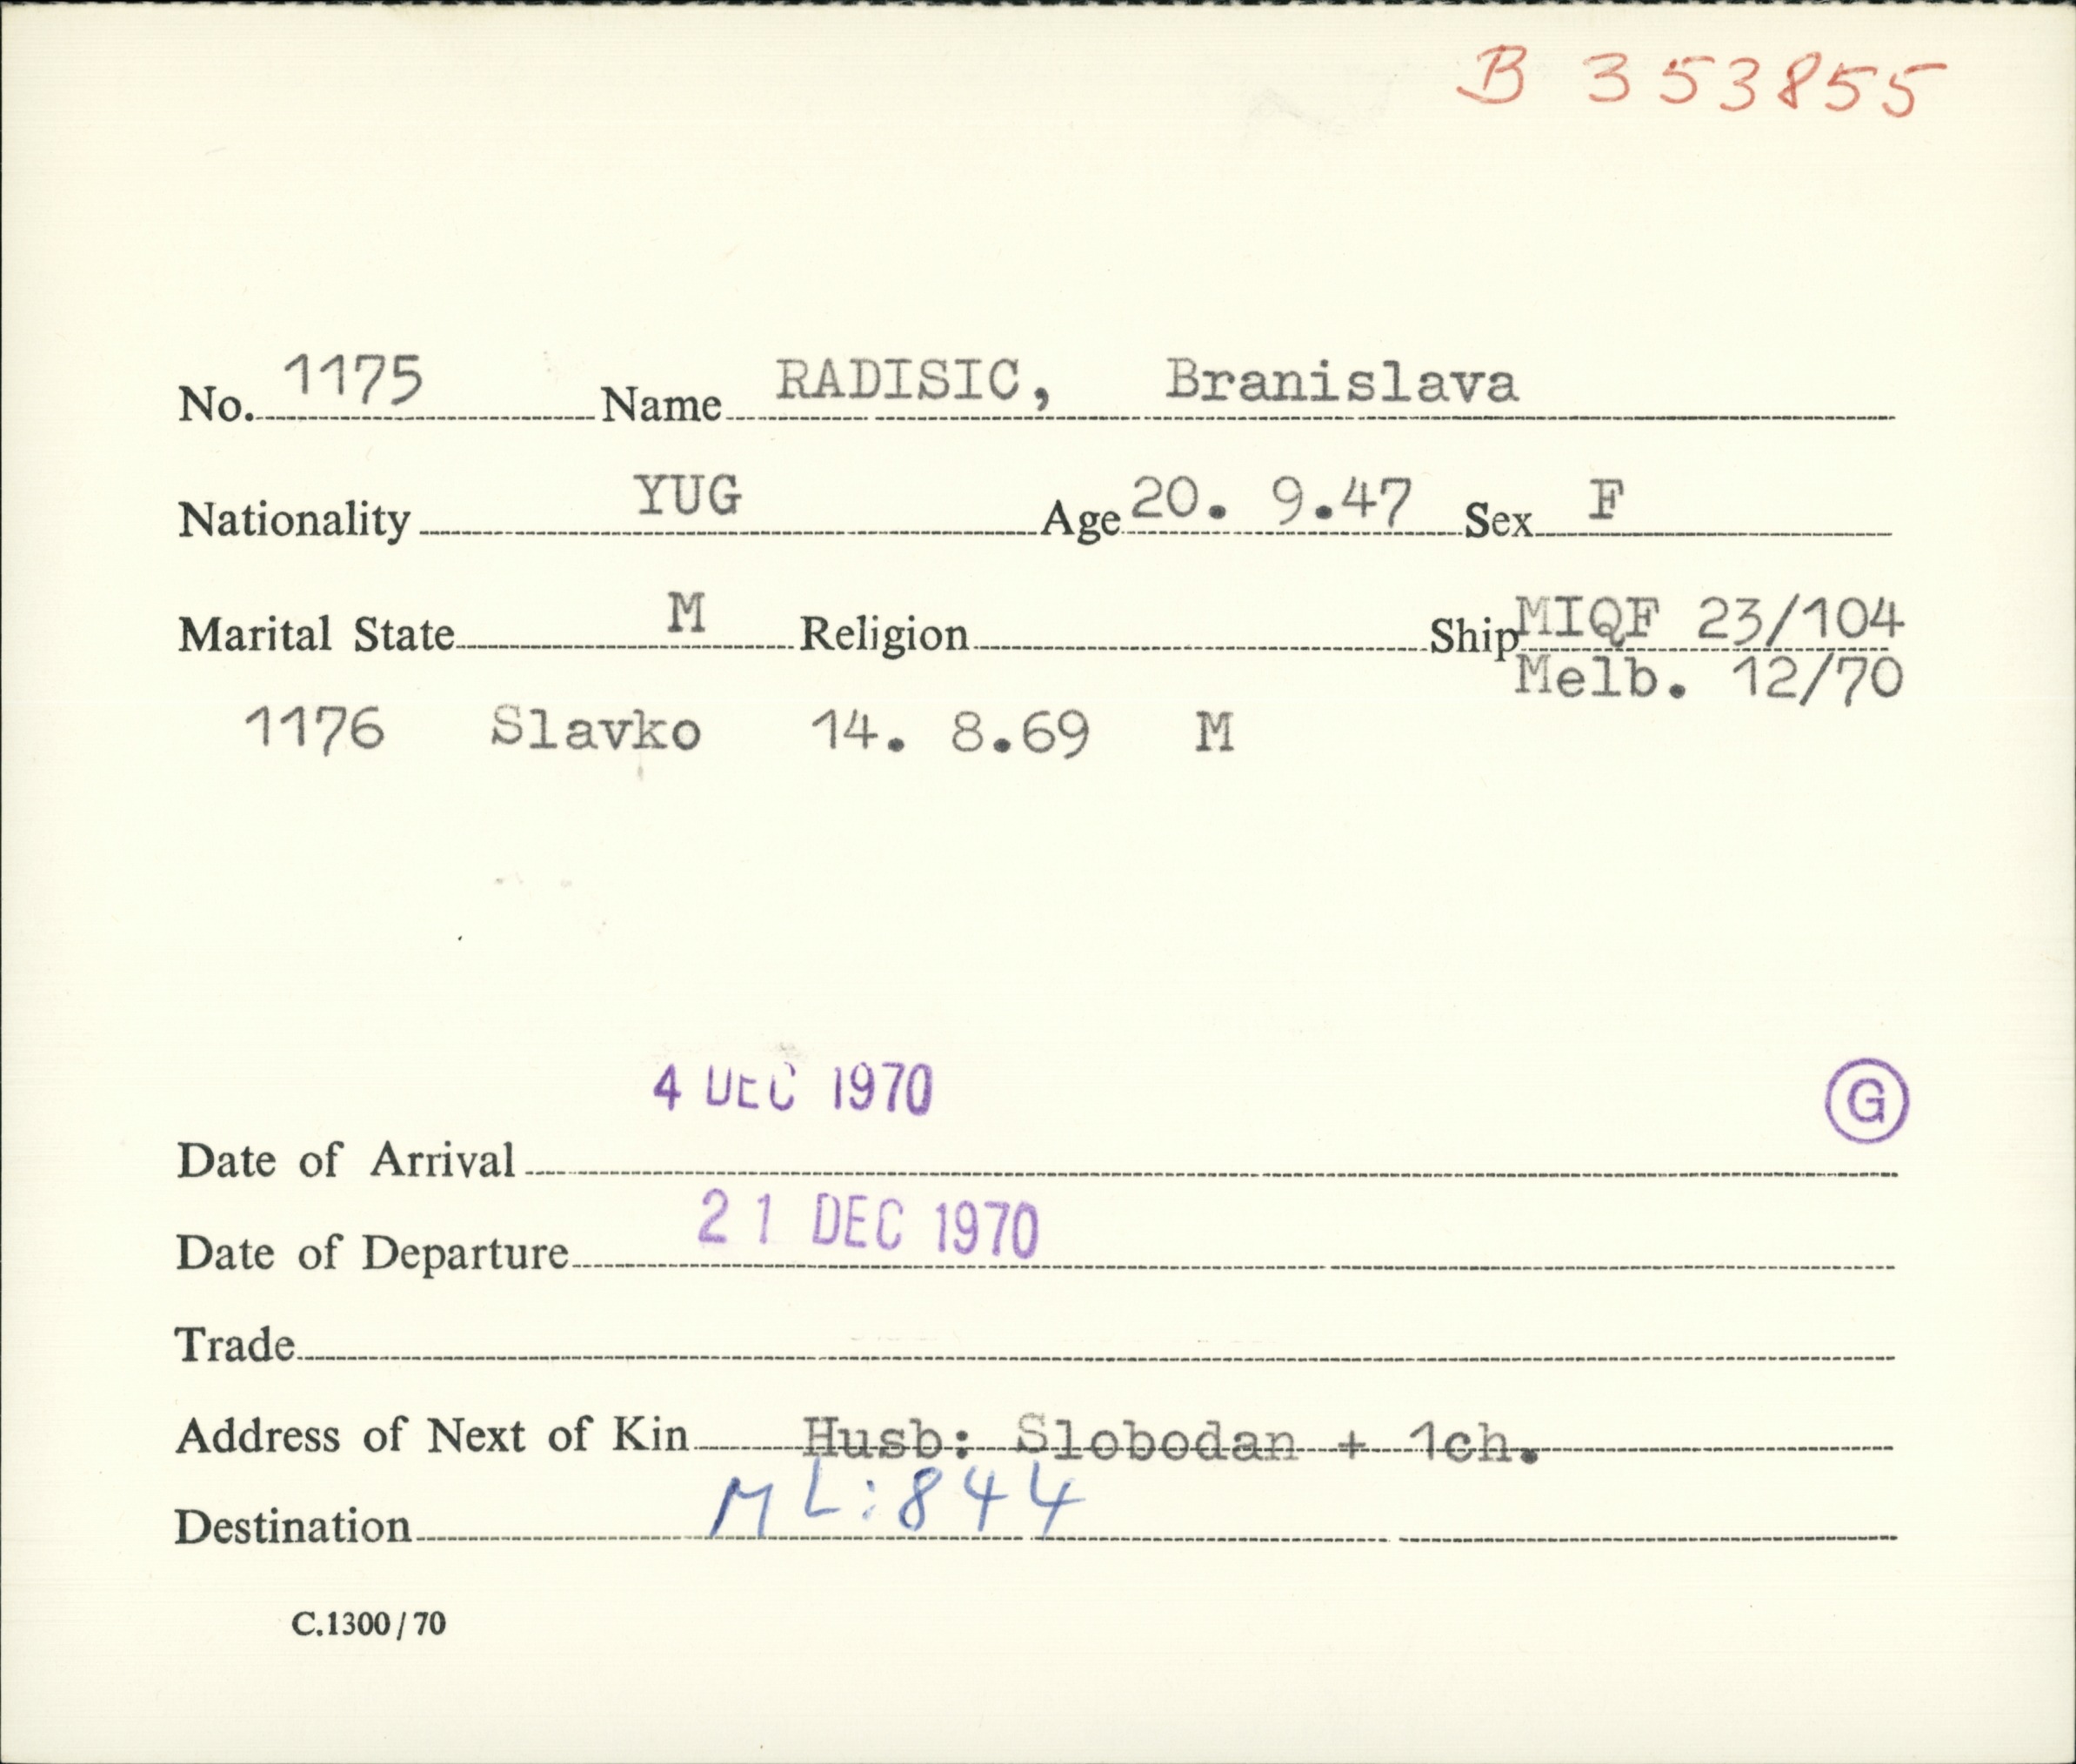 B 353855
No. 1175 Name RADISIC, Branislava
Nationality YUG Age 20. 9.47 Sex F
Marital State M Religion Ship MIQF 23/104
Melb. 12/70
1176 Slavko 14. 8.69 M
4 DEC 1970 G
Date of Arrival
Date of Departure 21 DEC 1970
Trade
Address of Next of Kin Husb: Slobodan + 1ch.
Destination ML:844
C.1300/70